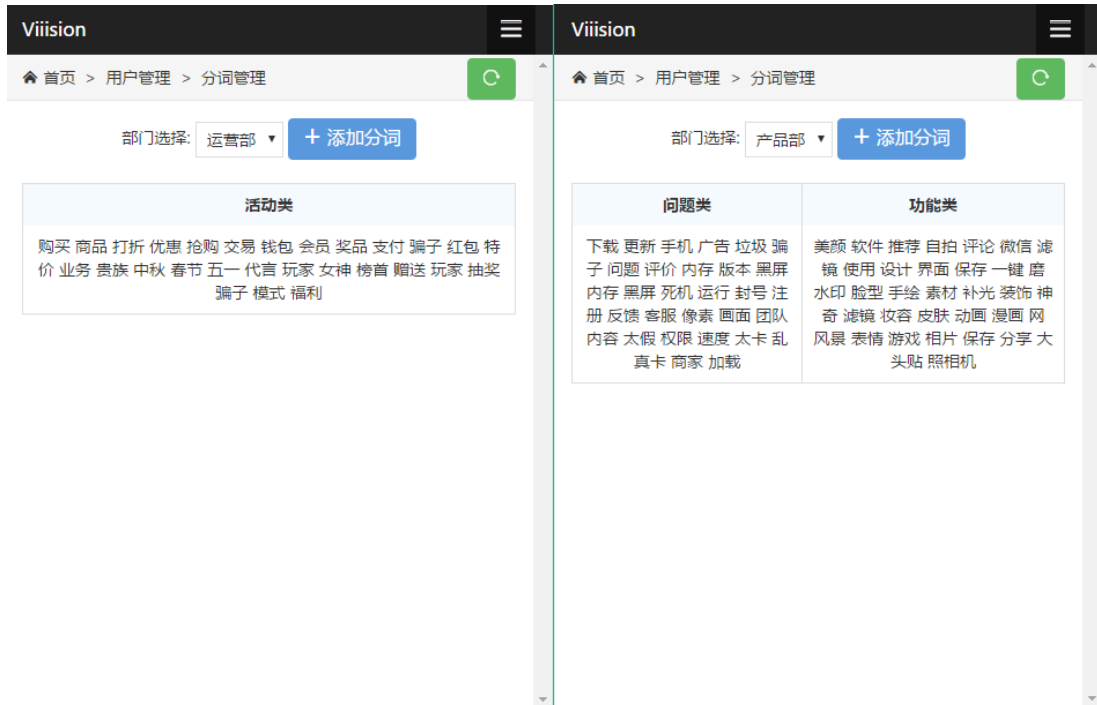 Viiision
首页 > 用户管理 > 分词管理
部门选择: 运营部 + 添加分词
活动类
购买 商品 打折 优惠 抢购 交易 钱包 会员 奖品 支付 骗子 红包 特
价 业务 贵族 中秋 春节 五一 代言 玩家 女神 榜首 赠送 玩家 抽奖
骗子 模式 福利
Viiision
首页 > 用户管理 > 分词管理
部门选择: 产品部 + 添加分词
问题类
下载 更新 手机 广告 垃圾 骗
子 问题 评价 内存 版本 黑屏
内存 黑屏 死机 运行 封号 注
册 反馈 客服 像素 画面 团队
内容 太假 权限 速度 太卡 乱
真卡 商家 加载
功能类
美颜 软件 推荐 自拍 评论 微信 滤
镜 使用 设计 界面 保存 一键 磨
水印 脸型 手绘 素材 补光 装饰 神
奇 滤镜 妆容 皮肤 动画 漫画 网
风景 表情 游戏 相片 保存 分享 大
头贴 照相机